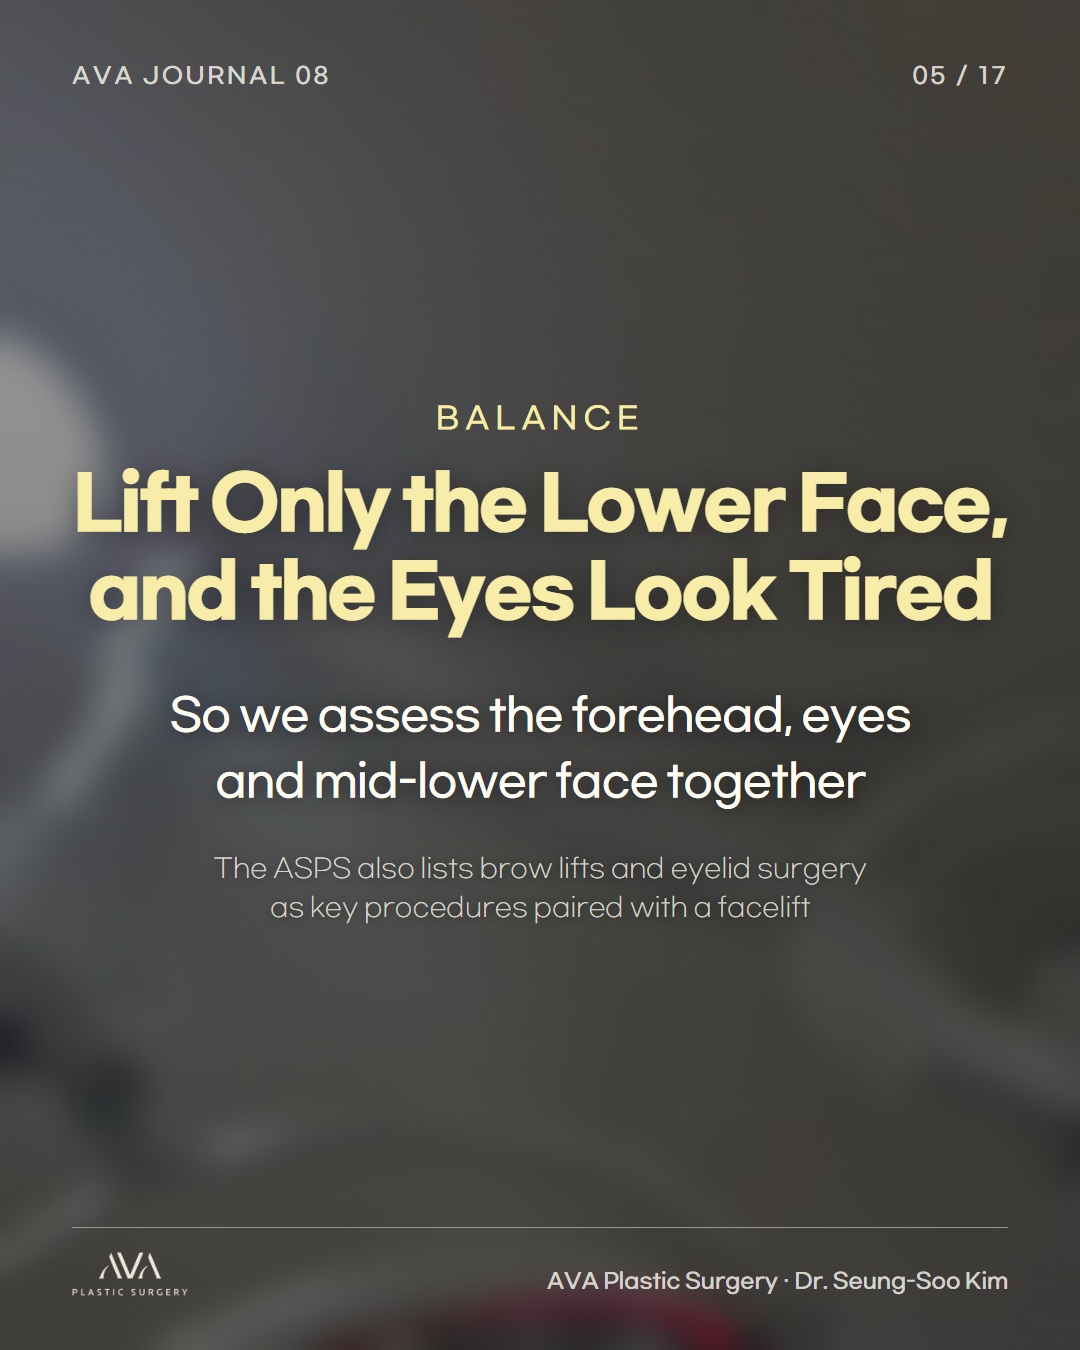 AVA JOURNAL 08
05 / 17
BALANCE
Lift Only the Lower Face,
and the Eyes Look Tired
So we assess the forehead, eyes
and mid-lower face together
The ASPS also lists brow lifts and eyelid surgery
as key procedures paired with a facelift
AVA
PLASTIC SURGERY
AVA Plastic Surgery · Dr. Seung-Soo Kim